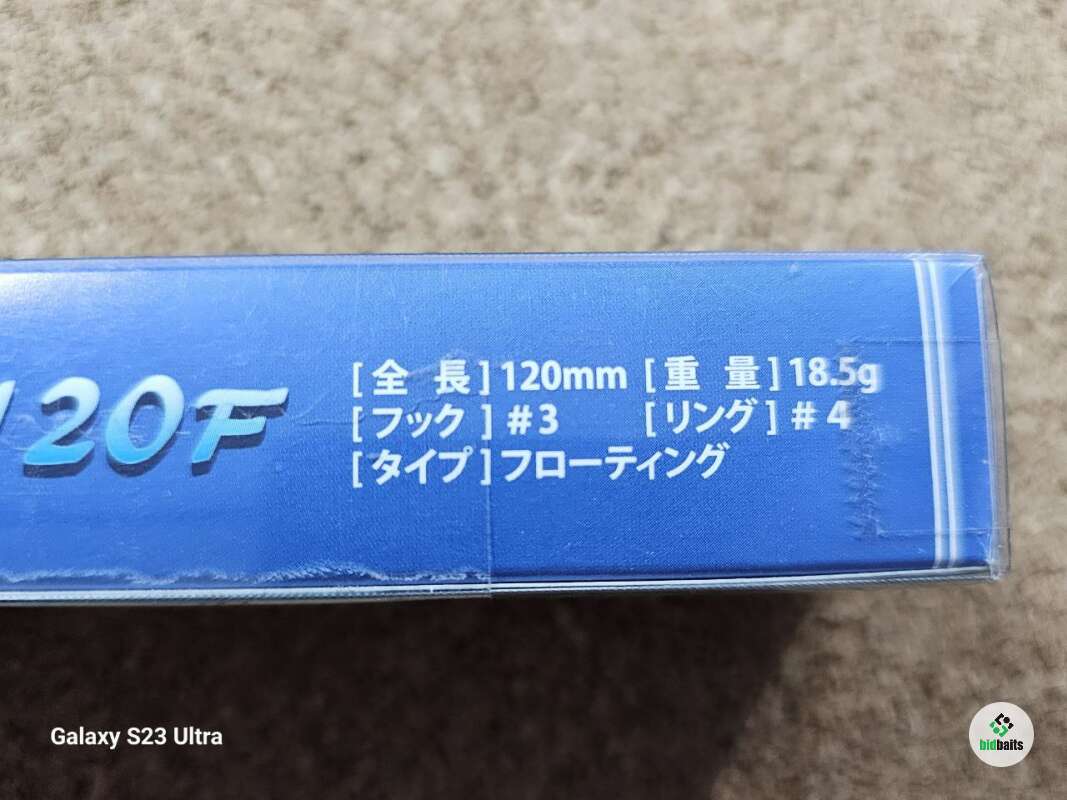 120F
[全 長]120mm [重 量]18.5g
[フック]#3 [リング]#4
[タイプ]フローティング
Galaxy S23 Ultra
bidbaits